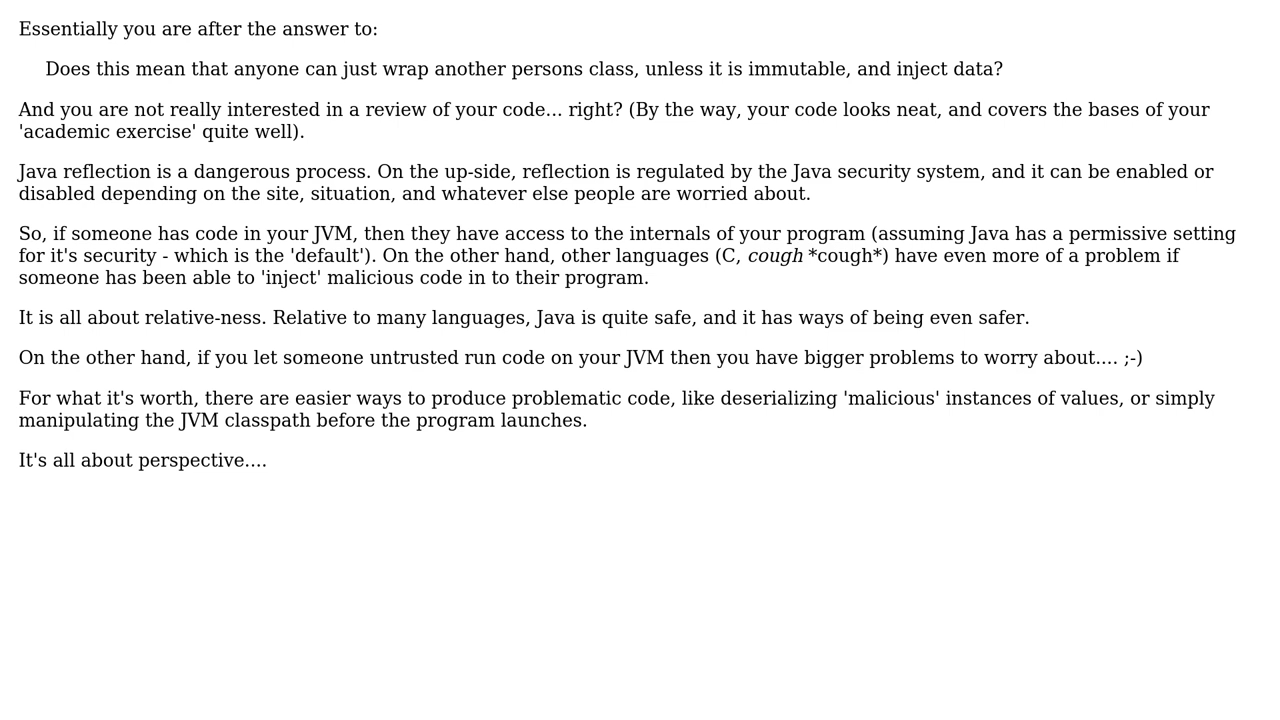 Essentially you are after the answer to:
Does this mean that anyone can just wrap another persons class, unless it is immutable, and inject data?
And you are not really interested in a review of your code... right? (By the way, your code looks neat, and covers the bases of your
'academic exercise' quite well).
Java reflection is a dangerous process. On the up-side, reflection is regulated by the Java security system, and it can be enabled or
disabled depending on the site, situation, and whatever else people are worried about.
So, if someone has code in your JVM, then they have access to the internals of your program (assuming Java has a permissive setting
for it's security - which is the 'default'). On the other hand, other languages (C, cough *cough*) have even more of a problem if
someone has been able to 'inject' malicious code in to their program.
It is all about relative-ness. Relative to many languages, Java is quite safe, and it has ways of being even safer.
On the other hand, if you let someone untrusted run code on your JVM then you have bigger problems to worry about.... ;-)
For what it's worth, there are easier ways to produce problematic code, like deserializing 'malicious' instances of values, or simply
manipulating the JVM classpath before the program launches.
It's all about perspective....